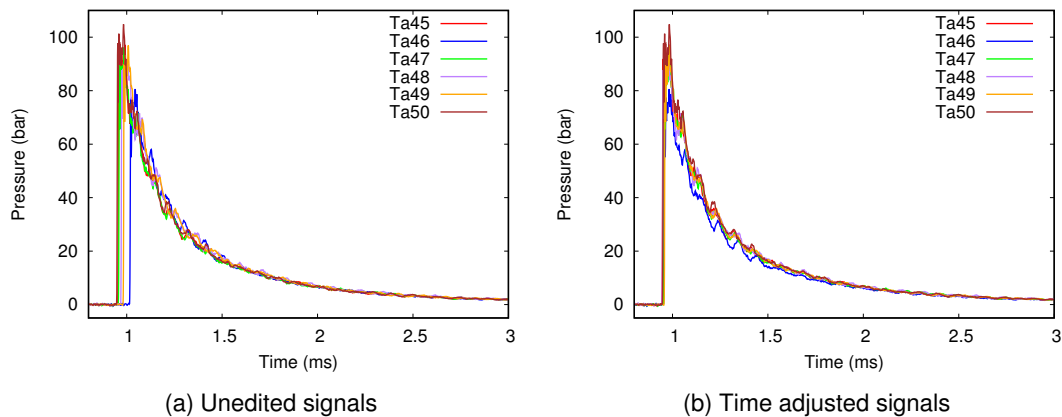 100
80
60
40
20
0
Pressure (bar)
1
1.5
2
2.5
3
Time (ms)
Ta45
Ta46
Ta47
Ta48
Ta49
Ta50
(a) Unedited signals
100
80
60
40
20
0
Pressure (bar)
1
1.5
2
2.5
3
Time (ms)
Ta45
Ta46
Ta47
Ta48
Ta49
Ta50
(b) Time adjusted signals